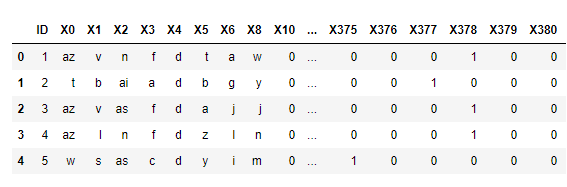 ID X0 X1 X2 X3 X4 X5 X6 X8 X10 ... X375 X376 X377 X378 X379 X380
0 1 az v n f d t a w 0 ... 0 0 0 1 0 0
1 2 t b ai a d b g y 0 ... 0 0 1 0 0 0
2 3 az v as f d a j j 0 ... 0 0 0 1 0 0
3 4 az l n f d z l n 0 ... 0 0 0 1 0 0
4 5 w s as c d y i m 0 ... 1 0 0 0 0 0